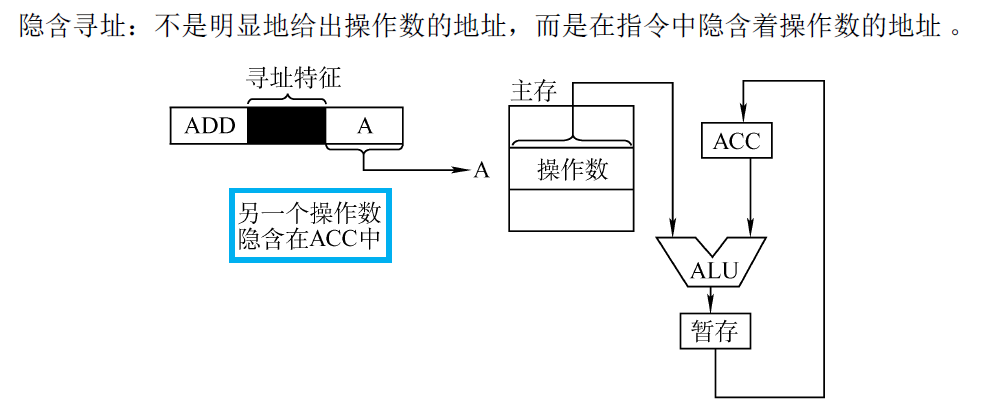 隐含寻址：不是明显地给出操作数的地址，而是在指令中隐含着操作数的地址 。
寻址特征
ADD
A
A
另一个操作数
隐含在ACC中
主存
操作数
ACC
ALU
暂存